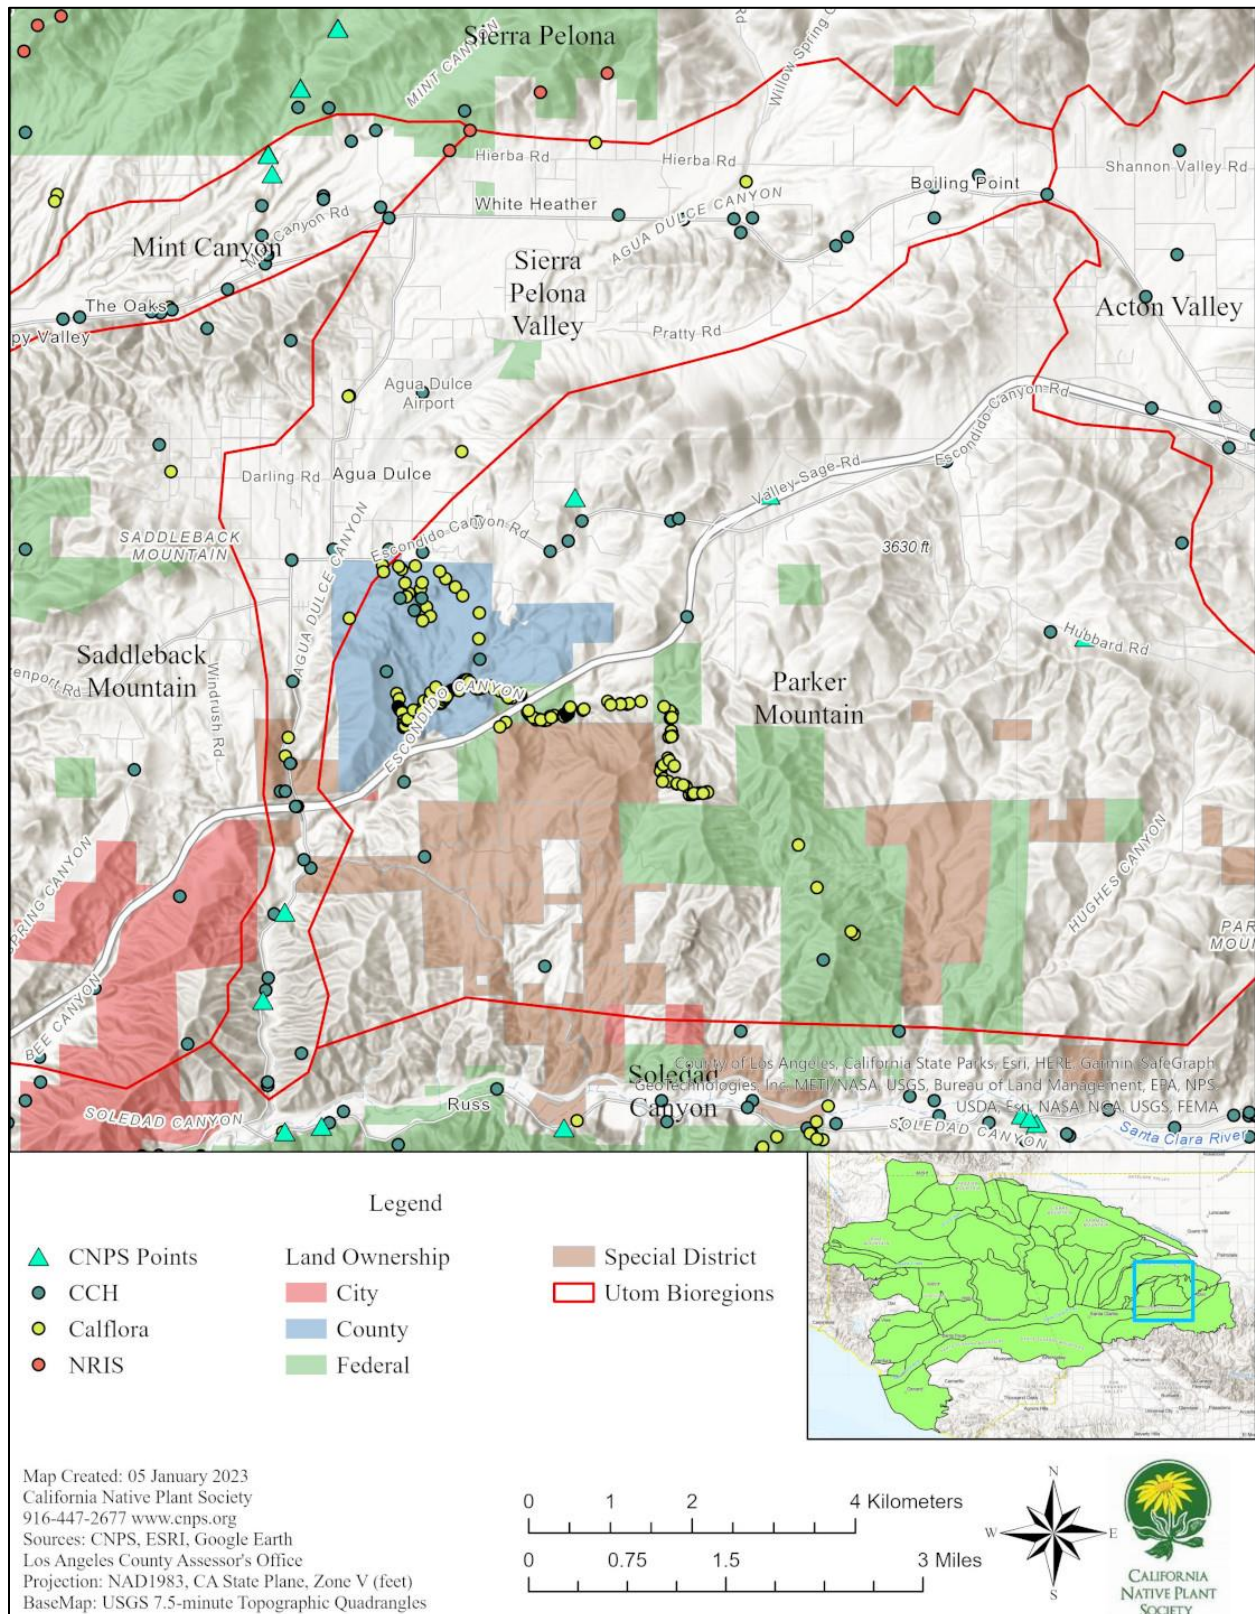 Sierra Pelona
MINT CANYON
Willow Spring
Rd
Hierba Rd
Hierba Rd
Shannon Valley Rd
Boiling Point
White Heather
AGUA DULCE CANYON
Mint Canyon
Mint Canyon Rd
Sierra
Pelona
Valley
The Oaks
Acton Valley
py Valley
Pratty Rd
Agua Dulce
Airport
Escondido Canyon Rd
Darling Rd
Agua Dulce
Valley Sage Rd
SADDLEBACK
MOUNTAIN
Escondido Canyon Rd
3630 ft
AGUA DULCE CANYON
Hubbard Rd
Saddleback
Mountain
enport Rd
Windrush Rd
ESCONDIDO CANYON
Parker
Mountain
SPRING CANYON
HUGHES CANYON
PAR
MOUN
BEE CANYON
County of Los Angeles, California State Parks, Esri, HERE, Garmin, SafeGraph,
GeoTechnologies, Inc, METI/NASA, USGS, Bureau of Land Management, EPA, NPS,
USDA, Esri, NASA, NGA, USGS, FEMA
Soledad
Canyon
Russ
SOLEDAD CANYON
SOLEDAD CANYON
Santa Clara River
Legend
CNPS Points
CCH
Calflora
NRIS
Land Ownership
City
County
Federal
Special District
Utom Bioregions
Map Created: 05 January 2023
California Native Plant Society
916-447-2677 www.cnps.org
Sources: CNPS, ESRI, Google Earth
Los Angeles County Assessor's Office
Projection: NAD1983, CA State Plane, Zone V (feet)
BaseMap: USGS 7.5-minute Topographic Quadrangles
0 1 2 4 Kilometers
0 0.75 1.5 3 Miles
N
W E
S
CALIFORNIA
NATIVE PLANT
SOCIETY